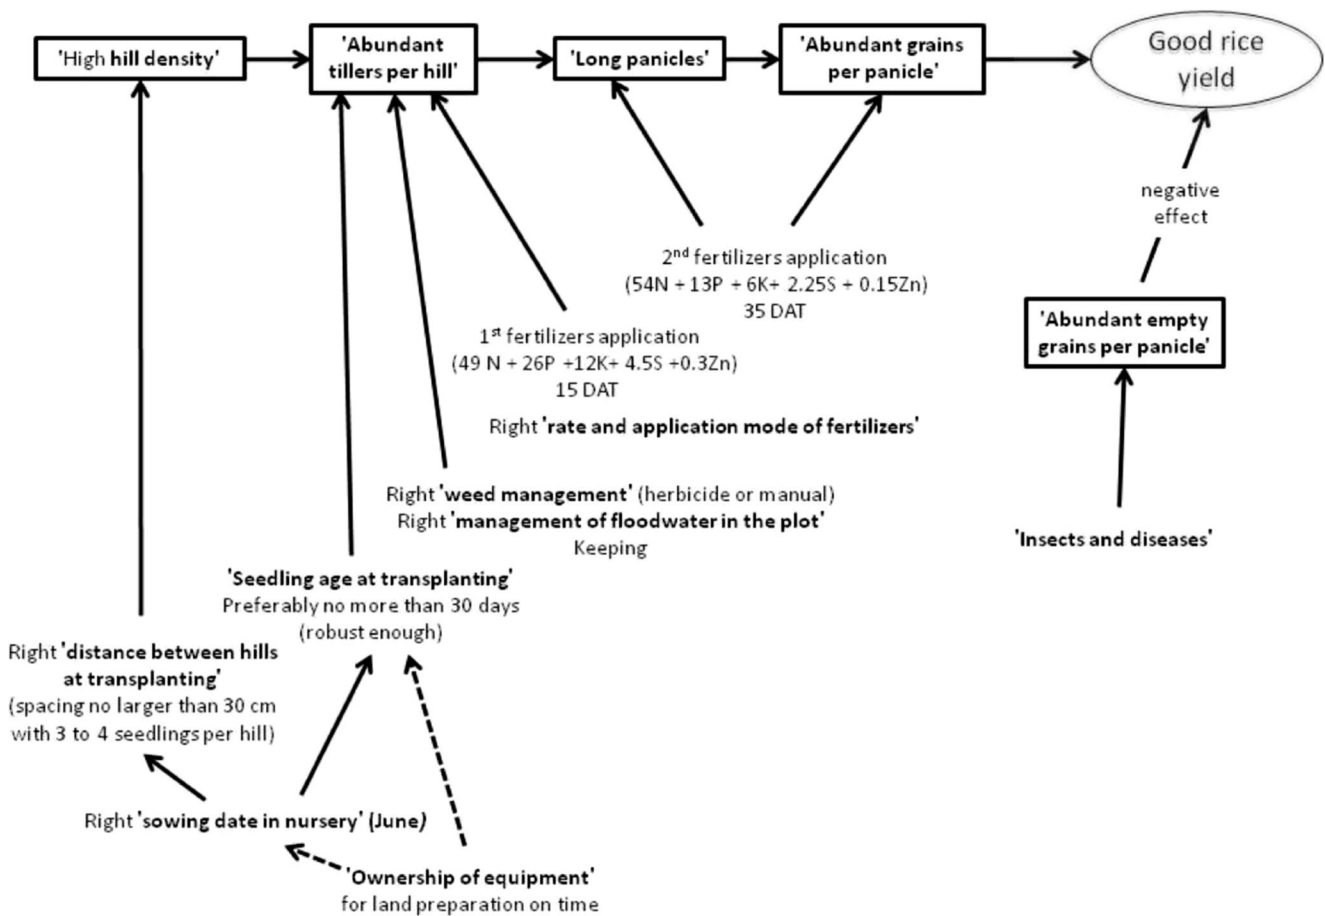 'High hill density'
'Abundant
tillers per hill'
'Long panicles'
'Abundant grains
per panicle'
Good rice
yield
negative
effect
2nd fertilizers application
(54N + 13P + 6K+ 2.25S + 0.15Zn)
35 DAT
'Abundant empty
grains per panicle'
1st fertilizers application
(49 N + 26P +12K+ 4.5S +0.3Zn)
15 DAT
Right 'rate and application mode of fertilizers'
Right 'weed management' (herbicide or manual)
Right 'management of floodwater in the plot'
Keeping
'Insects and diseases'
'Seedling age at transplanting'
Preferably no more than 30 days
(robust enough)
Right 'distance between hills
at transplanting'
(spacing no larger than 30 cm
with 3 to 4 seedlings per hill)
Right 'sowing date in nursery' (June)
'Ownership of equipment'
for land preparation on time